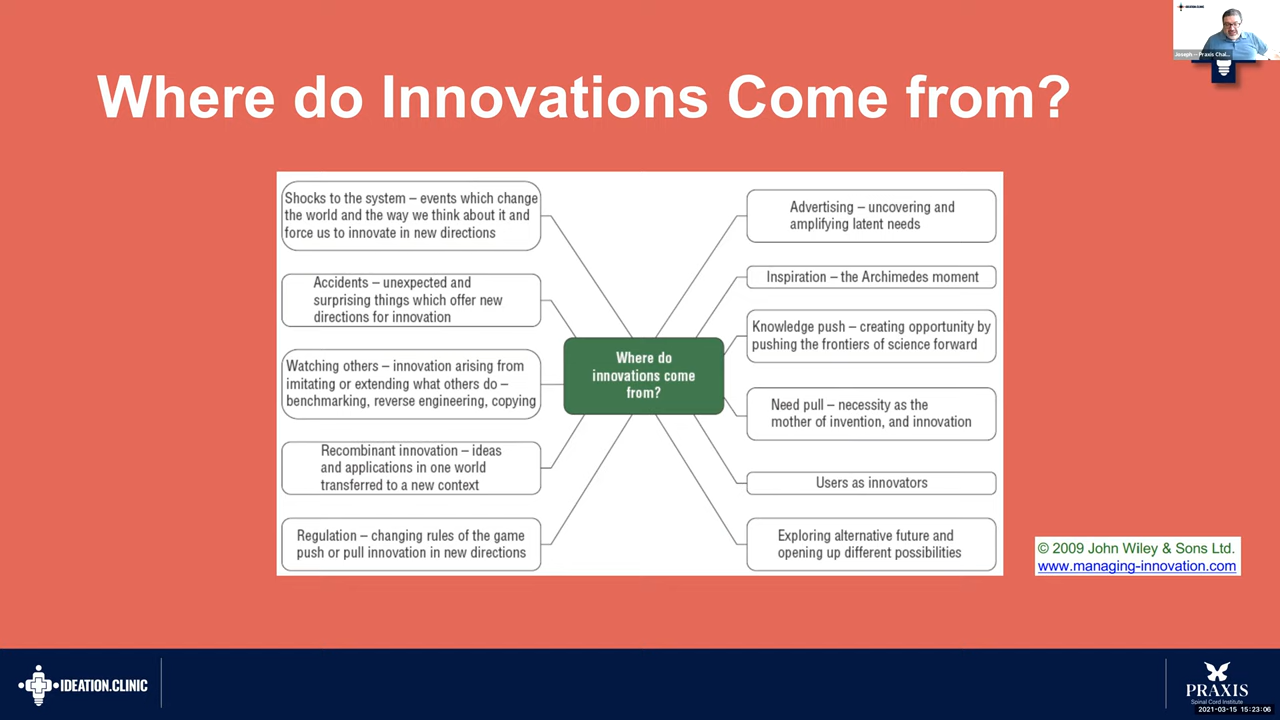 IDEATION.CLINIC
Joseph – Praxis Chal...
Where do Innovations Come from?
Shocks to the system – events which change
the world and the way we think about it and
force us to innovate in new directions
Accidents – unexpected and
surprising things which offer new
directions for innovation
Watching others – innovation arising from
imitating or extending what others do –
benchmarking, reverse engineering, copying
Recombinant innovation – ideas
and applications in one world
transferred to a new context
Regulation – changing rules of the game
push or pull innovation in new directions
Where do
innovations come
from?
Advertising – uncovering and
amplifying latent needs
Inspiration – the Archimedes moment
Knowledge push – creating opportunity by
pushing the frontiers of science forward
Need pull – necessity as the
mother of invention, and innovation
Users as innovators
Exploring alternative future and
opening up different possibilities
© 2009 John Wiley & Sons Ltd.
www.managing-innovation.com
IDEATION.CLINIC
PRAXIS
Spinal Cord Institute
2021-03-15 15:23:06